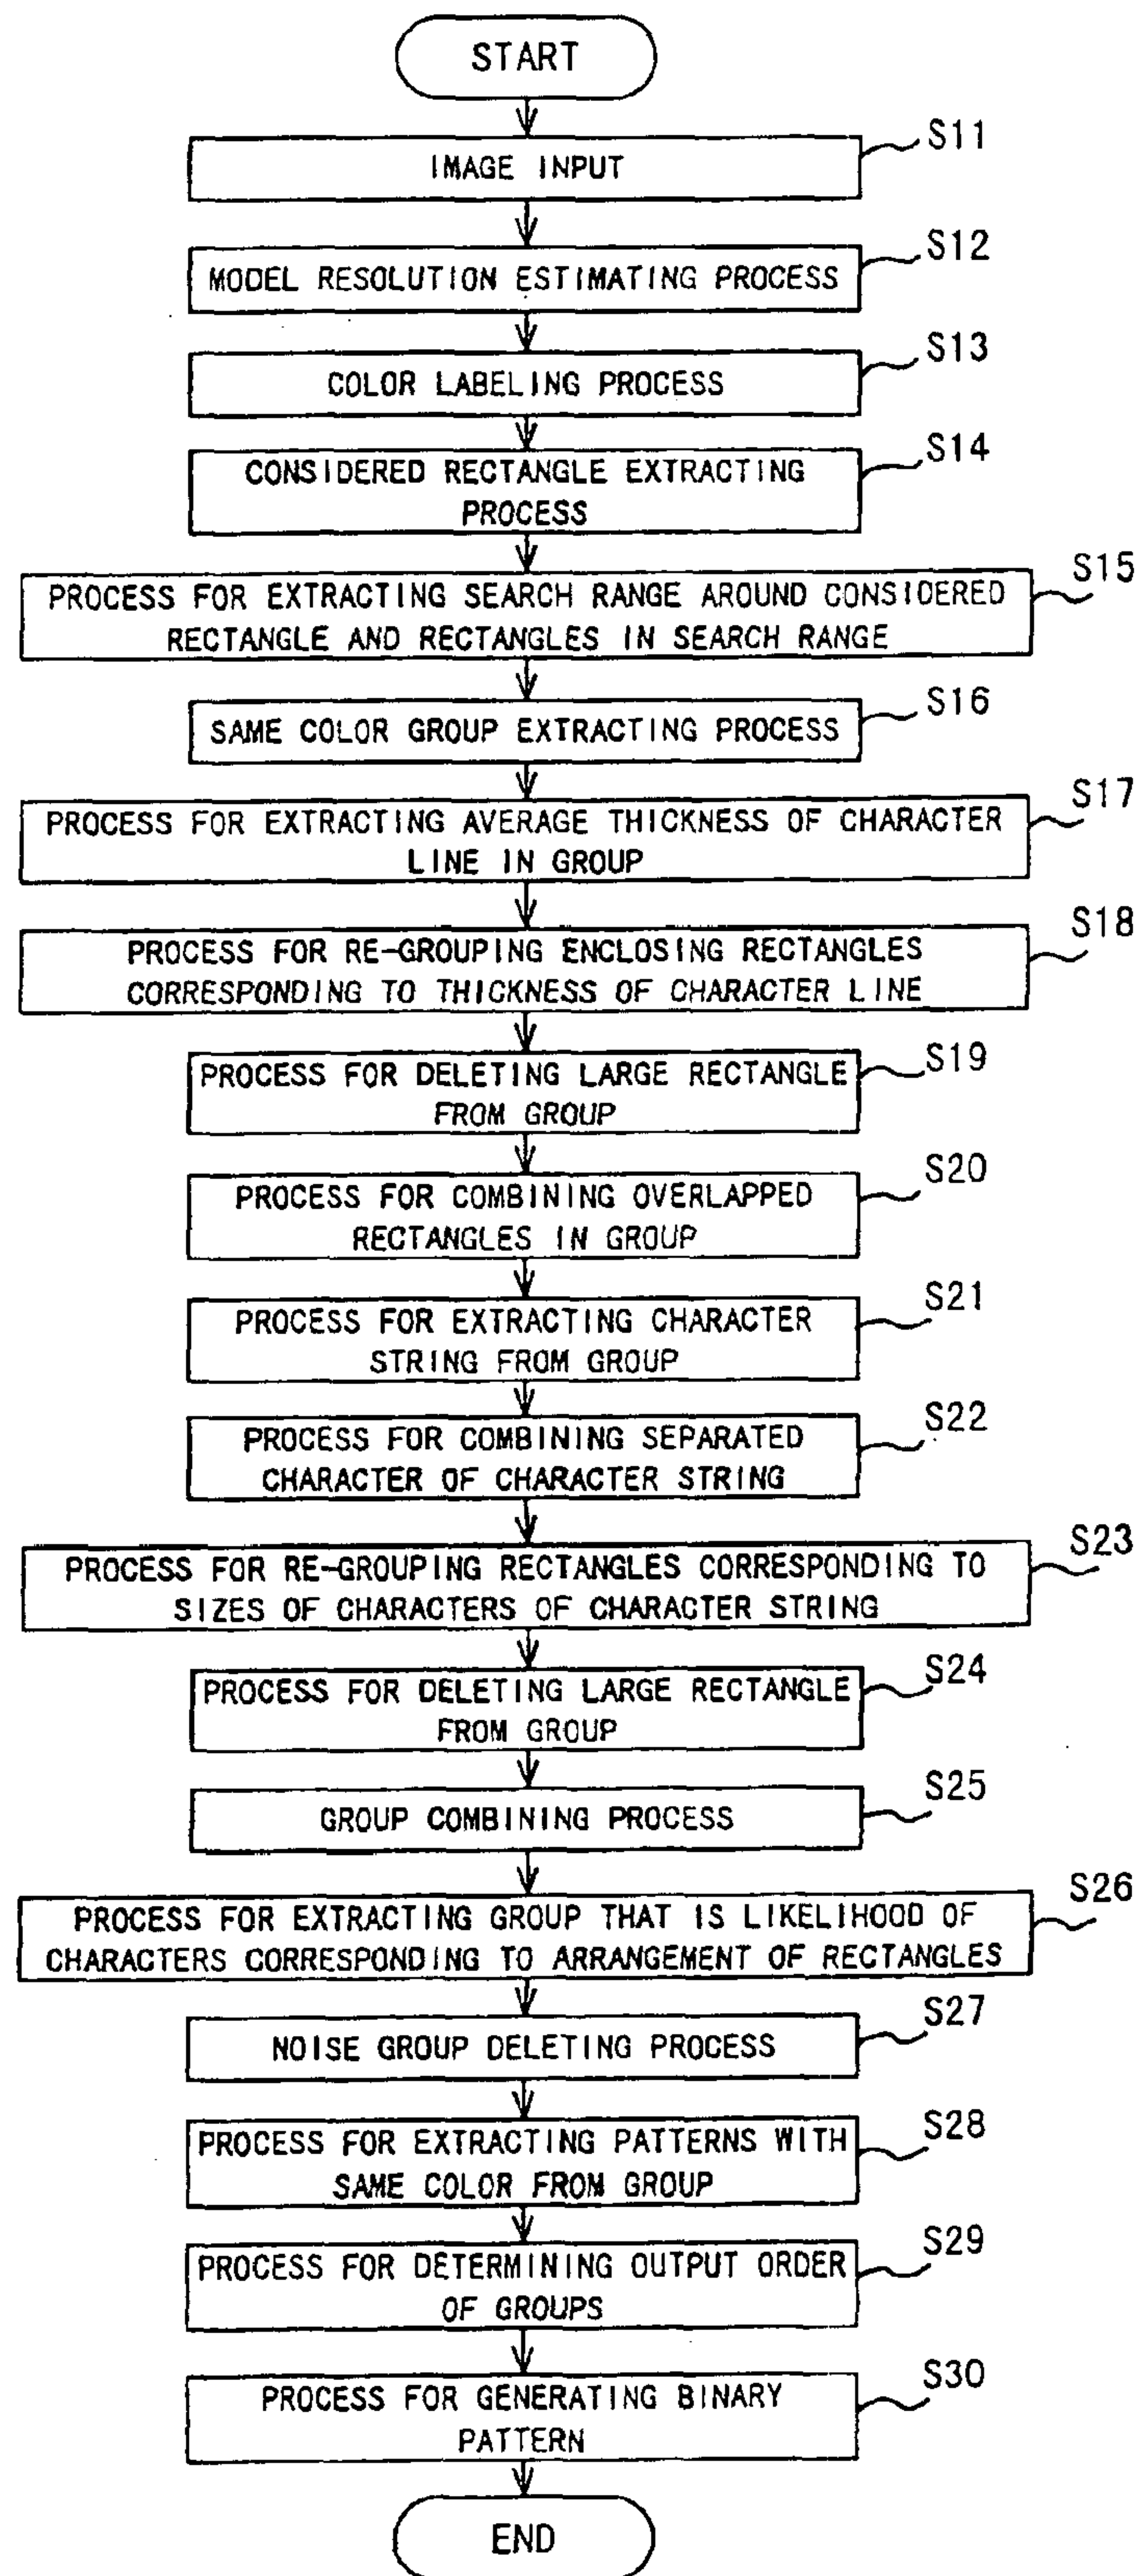 START
S11
IMAGE INPUT
S12
MODEL RESOLUTION ESTIMATING PROCESS
S13
COLOR LABELING PROCESS
S14
CONSIDERED RECTANGLE EXTRACTING
PROCESS
S15
PROCESS FOR EXTRACTING SEARCH RANGE AROUND CONSIDERED
RECTANGLE AND RECTANGLES IN SEARCH RANGE
S16
SAME COLOR GROUP EXTRACTING PROCESS
S17
PROCESS FOR EXTRACTING AVERAGE THICKNESS OF CHARACTER
LINE IN GROUP
S18
PROCESS FOR RE-GROUPING ENCLOSING RECTANGLES
CORRESPONDING TO THICKNESS OF CHARACTER LINE
S19
PROCESS FOR DELETING LARGE RECTANGLE
FROM GROUP
S20
PROCESS FOR COMBINING OVERLAPPED
RECTANGLES IN GROUP
S21
PROCESS FOR EXTRACTING CHARACTER
STRING FROM GROUP
S22
PROCESS FOR COMBINING SEPARATED
CHARACTER OF CHARACTER STRING
S23
PROCESS FOR RE-GROUPING RECTANGLES CORRESPONDING TO
SIZES OF CHARACTERS OF CHARACTER STRING
S24
PROCESS FOR DELETING LARGE RECTANGLE
FROM GROUP
S25
GROUP COMBINING PROCESS
S26
PROCESS FOR EXTRACTING GROUP THAT IS LIKELIHOOD OF
CHARACTERS CORRESPONDING TO ARRANGEMENT OF RECTANGLES
S27
NOISE GROUP DELETING PROCESS
S28
PROCESS FOR EXTRACTING PATTERNS WITH
SAME COLOR FROM GROUP
S29
PROCESS FOR DETERMINING OUTPUT ORDER
OF GROUPS
S30
PROCESS FOR GENERATING BINARY
PATTERN
END